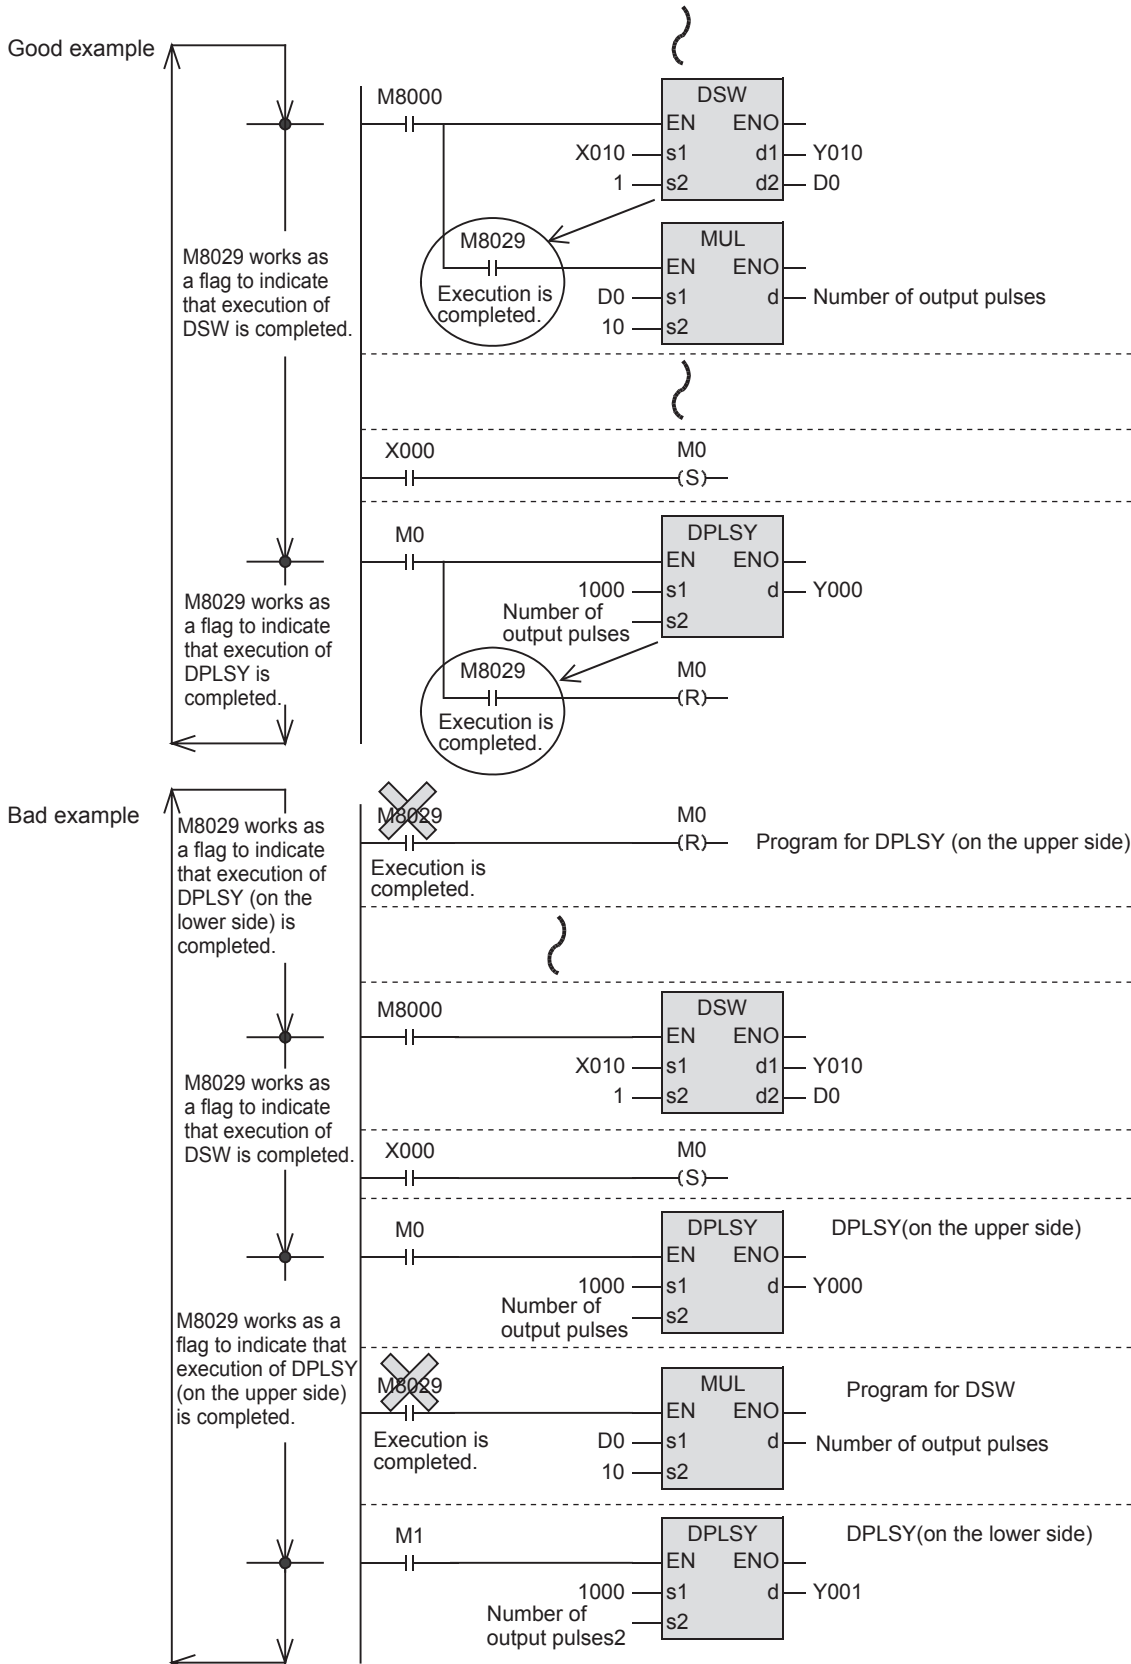 Good example
M8000
DSW
EN ENO
X010 s1 d1 Y010
1 s2 d2 D0
M8029 works as
a flag to indicate
that execution of
DSW is completed.
M8029
Execution is
completed.
MUL
EN ENO
D0 s1 d Number of output pulses
10 s2
X000 M0
(S)
M0
DPLSY
EN ENO
1000 s1 d Y000
Number of
output pulses s2
M8029 works as
a flag to indicate
that execution of
DPLSY is
completed.
M8029 M0
(R)
Execution is
completed.
Bad example
M8029 works as
a flag to indicate
that execution of
DPLSY (on the
lower side) is
completed.
M8029 M0
(R) Program for DPLSY (on the upper side)
Execution is
completed.
M8000
DSW
EN ENO
X010 s1 d1 Y010
1 s2 d2 D0
M8029 works as
a flag to indicate
that execution of
DSW is completed.
X000 M0
(S)
M0
DPLSY DPLSY(on the upper side)
EN ENO
1000 s1 d Y000
Number of
output pulses s2
M8029 works as a
flag to indicate that
execution of DPLSY
(on the upper side)
is completed.
M8029
Execution is
completed.
MUL Program for DSW
EN ENO
D0 s1 d Number of output pulses
10 s2
M1
DPLSY DPLSY(on the lower side)
EN ENO
1000 s1 d Y001
Number of
output pulses2 s2